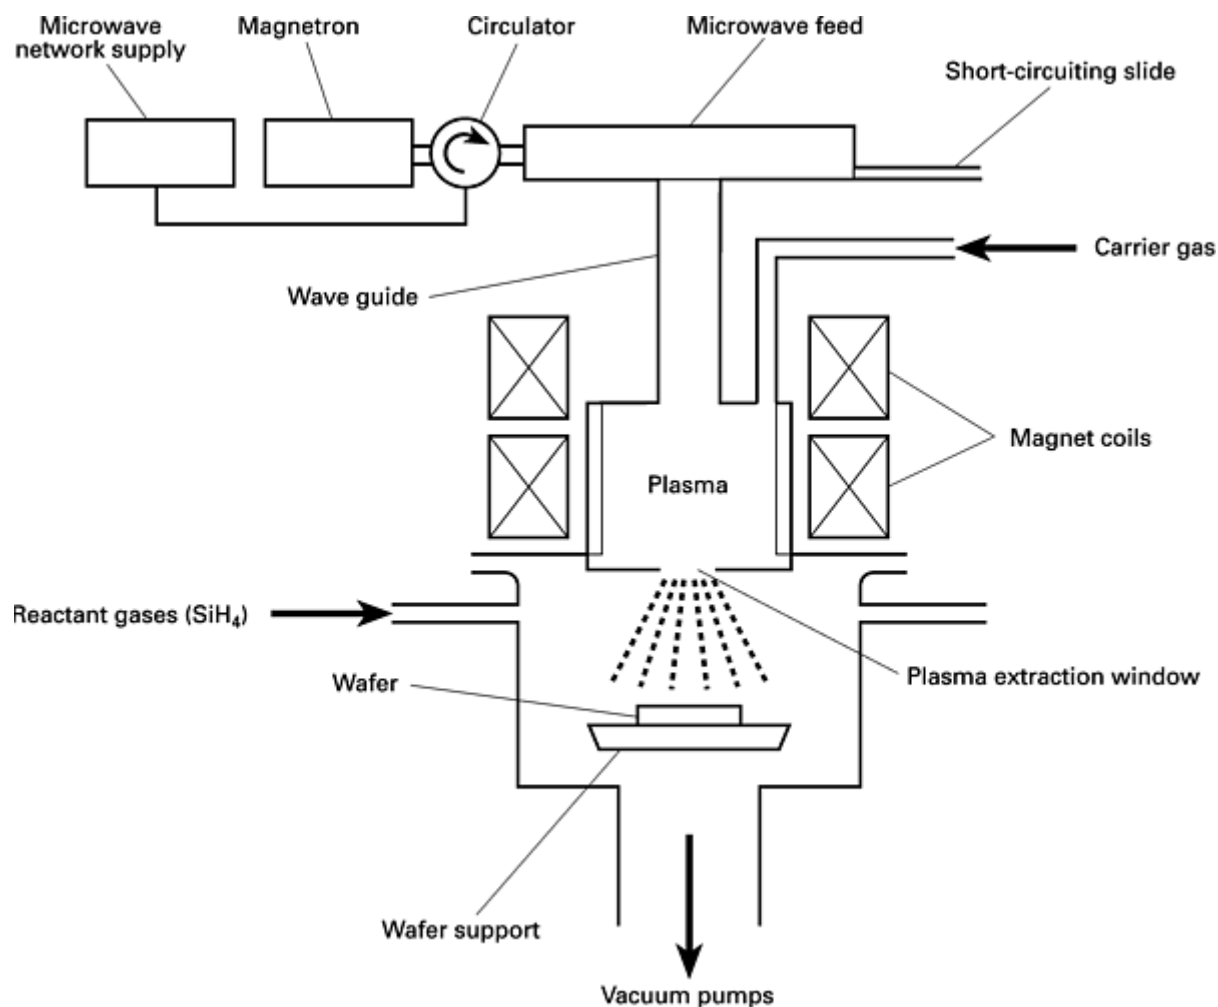 Microwave
network supply
Magnetron
Circulator
Microwave feed
Short-circuiting slide
Carrier gas
Wave guide
Magnet coils
Plasma
Reactant gases (SiH₄)
Plasma extraction window
Wafer
Wafer support
Vacuum pumps